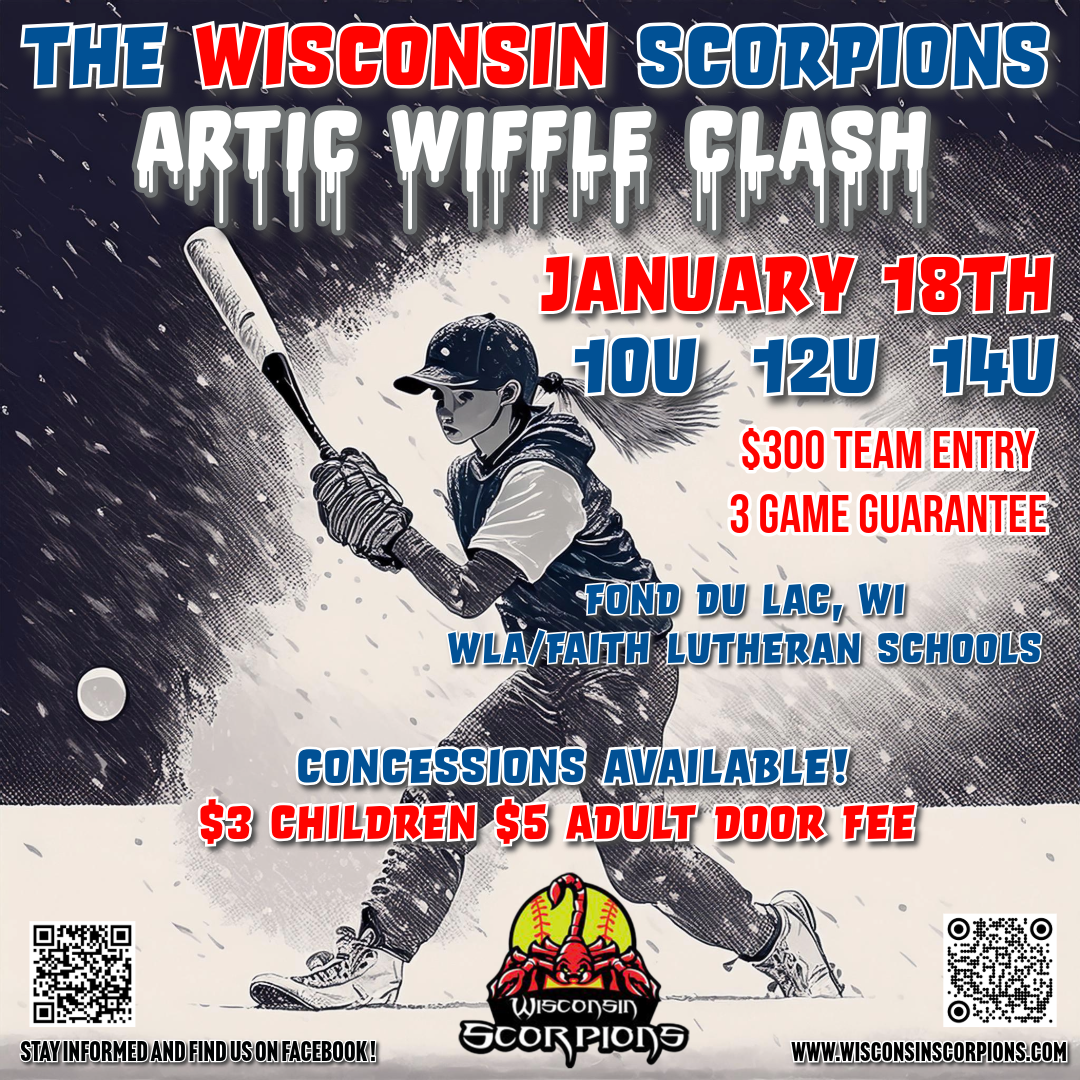 THE WISCONSIN SCORPIONS
ARTIC WIFFLE CLASH
JANUARY 18TH
10U 12U 14U
$300 TEAM ENTRY
3 GAME GUARANTEE
FOND DU LAC, WI
WLA/FAITH LUTHERAN SCHOOLS
CONCESSIONS AVAILABLE!
$3 CHILDREN $5 ADULT DOOR FEE
WISCONSIN
SCORPIONS
STAY INFORMED AND FIND US ON FACEBOOK!
WWW.WISCONSINSCORPIONS.COM